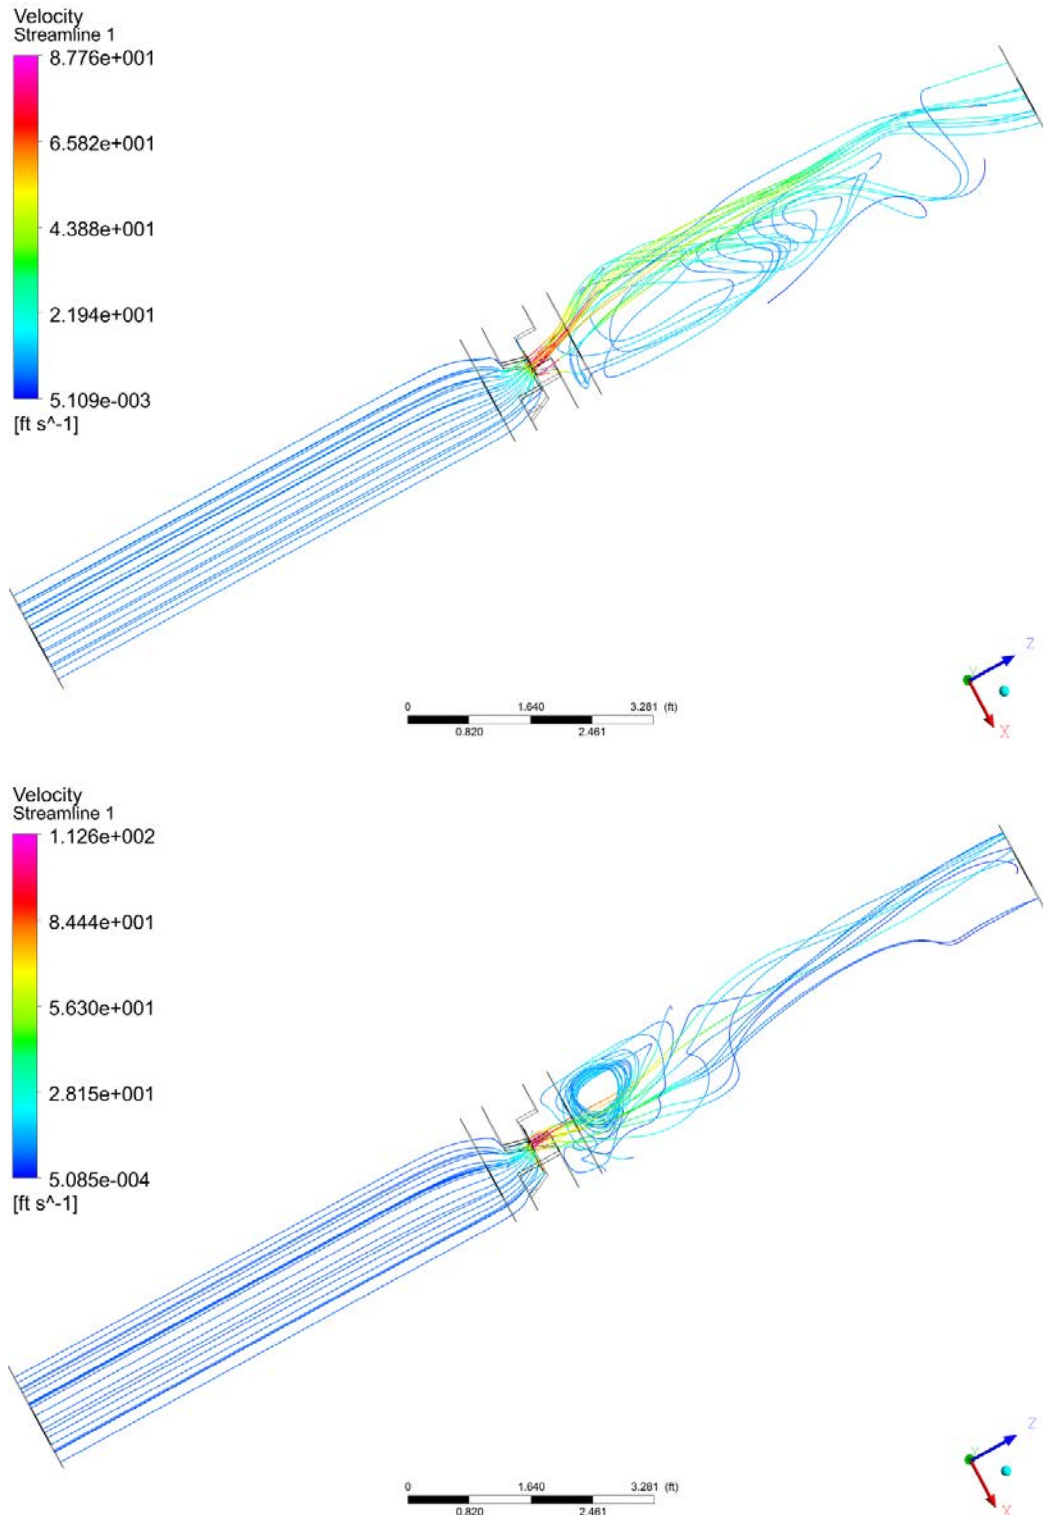 Velocity
Streamline 1
8.776e+001
6.582e+001
4.388e+001
2.194e+001
5.109e-003
[ft s^-1]
Z
Y
X
0 1.640 3.281 (ft)
0.820 2.461
Velocity
Streamline 1
1.126e+002
8.444e+001
5.630e+001
2.815e+001
5.085e-004
[ft s^-1]
Z
Y
X
0 1.640 3.281 (ft)
0.820 2.461